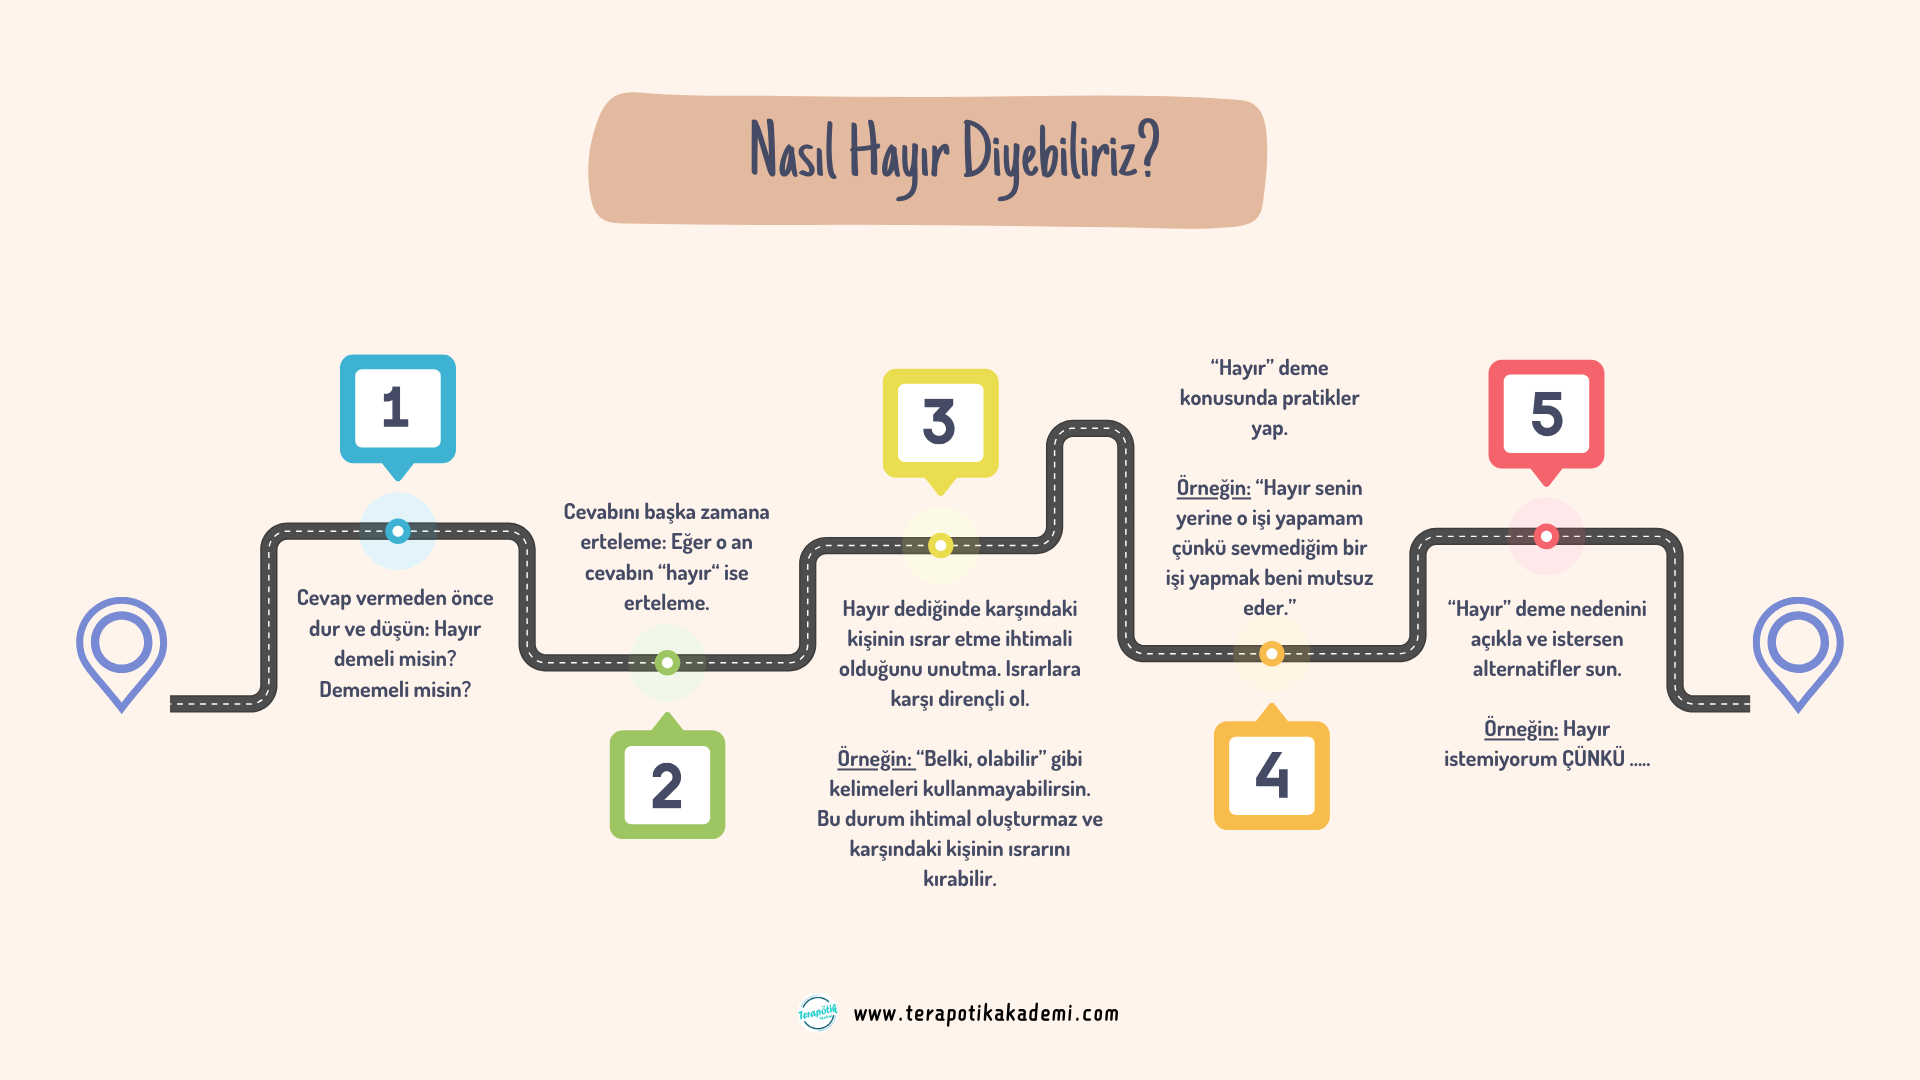 Nasıl Hayır Diyebiliriz?
1
Cevap vermeden önce
dur ve düşün: Hayır
demeli misin?
Dememeli misin?
Cevabını başka zamana
erteleme: Eğer o an
cevabın “hayır“ ise
erteleme.
2
3
Hayır dediğinde karşındaki
kişinin ısrar etme ihtimali
olduğunu unutma. Israrlara
karşı dirençli ol.
Örneğin: “Belki, olabilir” gibi
kelimeleri kullanmayabilirsin.
Bu durum ihtimal oluşturmaz ve
karşındaki kişinin ısrarını
kırabilir.
“Hayır” deme
konusunda pratikler
yap.
Örneğin: “Hayır senin
yerine o işi yapamam
çünkü sevmediğim bir
işi yapmak beni mutsuz
eder.”
4
5
“Hayır” deme nedenini
açıkla ve istersen
alternatifler sun.
Örneğin: Hayır
istemiyorum ÇÜNKÜ .....
Terapötik
www.terapotikakademi.com